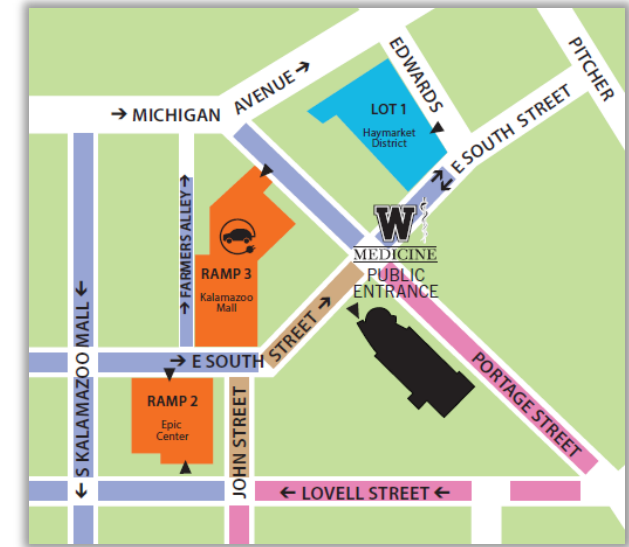 EDWARDS
PITCHER
→ MICHIGAN AVENUE →
LOT 1
Haymarket
District
E SOUTH STREET
W
MEDICINE
PUBLIC
ENTRANCE
→ FARMERS ALLEY →
RAMP 3
Kalamazoo
Mall
← S KALAMAZOO MALL ←
→ E SOUTH STREET →
PORTAGE STREET
RAMP 2
Epic
Center
JOHN STREET
← LOVELL STREET ←